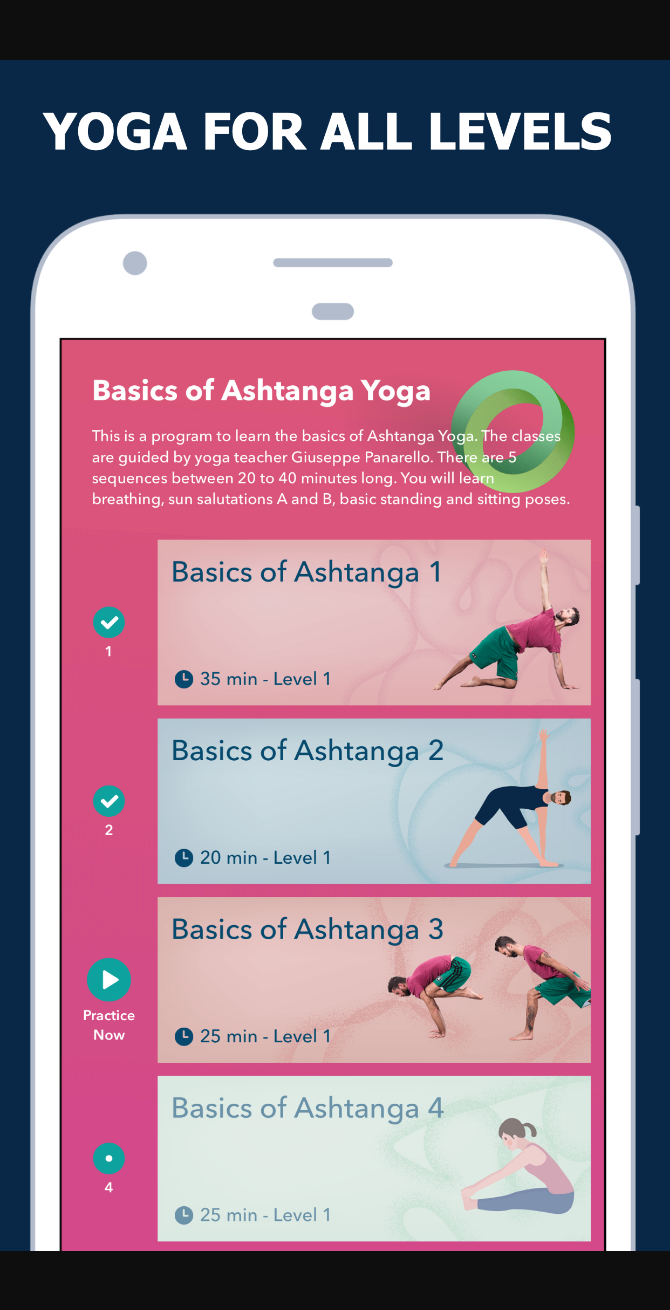 YOGA FOR ALL LEVELS
Basics of Ashtanga Yoga
This is a program to learn the basics of Ashtanga Yoga. The classes
are guided by yoga teacher Giuseppe Panarello. There are 5
sequences between 20 to 40 minutes long. You will learn
breathing, sun salutations A and B, basic standing and sitting poses.
Basics of Ashtanga 1
1
35 min - Level 1
Basics of Ashtanga 2
2
20 min - Level 1
Basics of Ashtanga 3
Practice
Now
25 min - Level 1
Basics of Ashtanga 4
4
25 min - Level 1